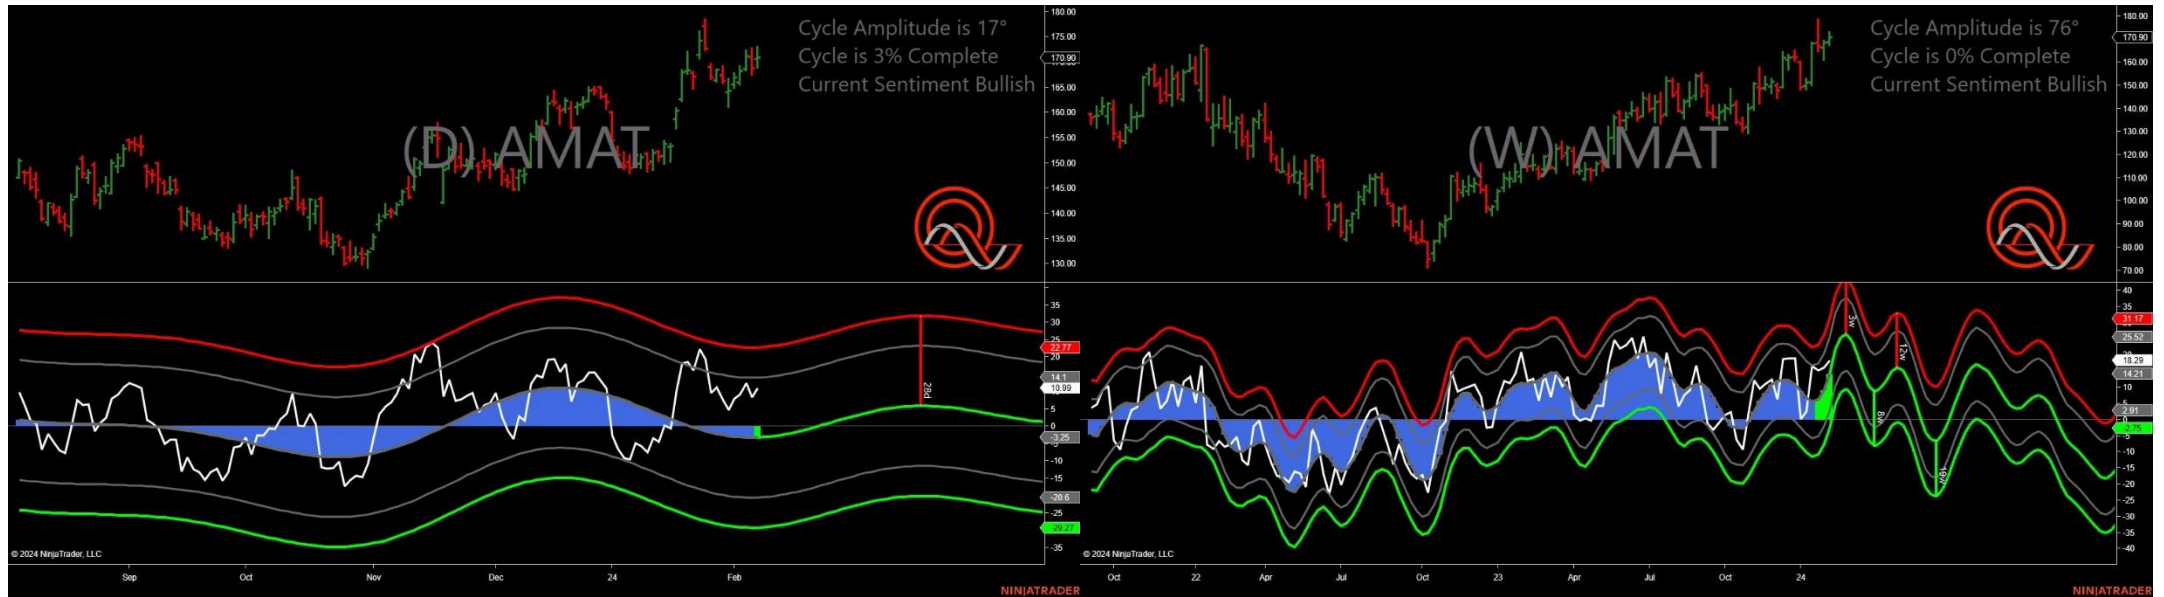 Cycle Amplitude is 17°
Cycle is 3% Complete
Current Sentiment Bullish
(D) AMAT
180.00
175.00
170.90
165.00
160.00
155.00
150.00
145.00
140.00
135.00
130.00
28d
35
30
25
22.77
20
14.1
10.99
5
0
-3.25
-10
-15
-20.6
-25
-29.27
-35
© 2024 NinjaTrader, LLC
Sep
Oct
Nov
Dec
24
Feb
NINJATRADER
Cycle Amplitude is 76°
Cycle is 0% Complete
Current Sentiment Bullish
(W) AMAT
180.00
170.90
160.00
150.00
140.00
130.00
120.00
110.00
100.00
90.00
80.00
70.00
3w
12w
8w
19w
40
35
31.17
25.52
18.29
14.21
10
5
2.91
0
-2.75
-5
-10
-15
-20
-25
-30
-35
-40
© 2024 NinjaTrader, LLC
Oct
22
Apr
Jul
Oct
23
Apr
Jul
Oct
24
NINJATRADER